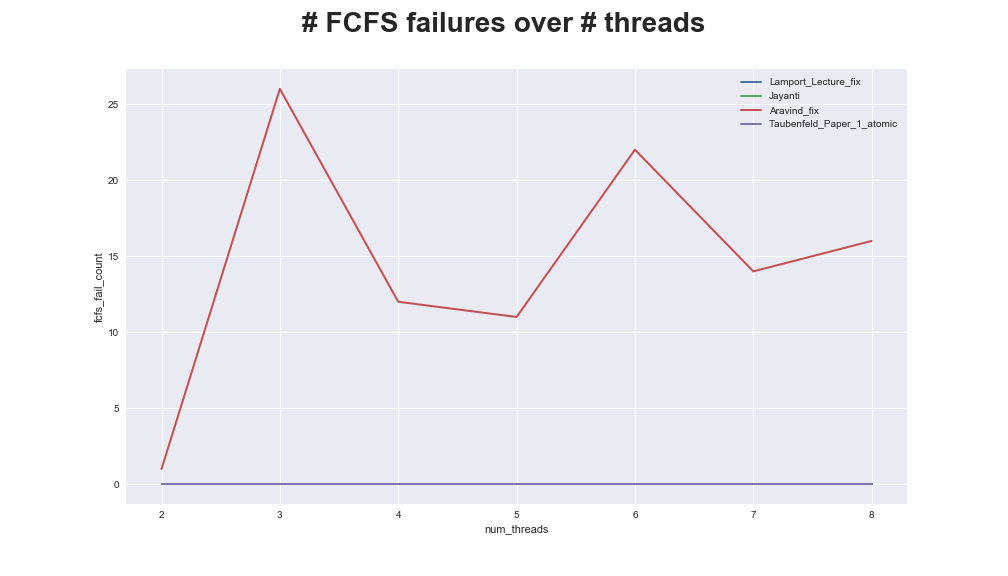 # FCFS failures over # threads
Lamport_Lecture_fix
Jayanti
Aravind_fix
Taubenfeld_Paper_1_atomic
fcfs_fail_count
25
20
15
10
5
0
2 3 4 5 6 7 8
num_threads